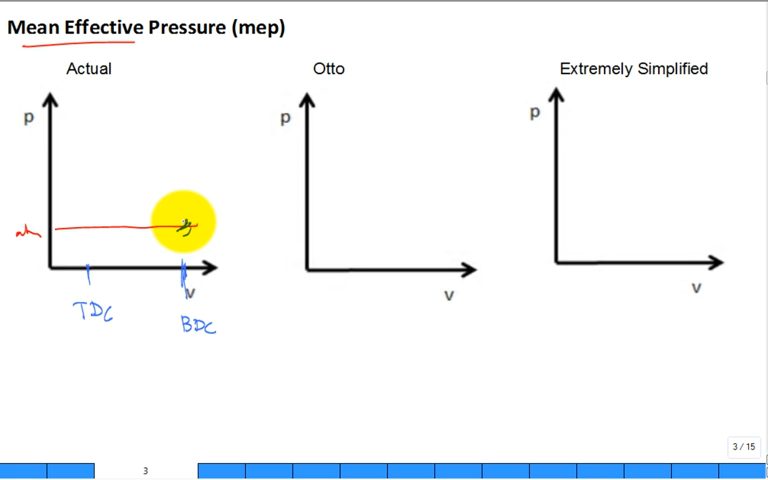 Mean Effective Pressure (mep)
Actual
Otto
Extremely Simplified
p
p
p
v
v
v
TDC
BDC
3 / 15
3